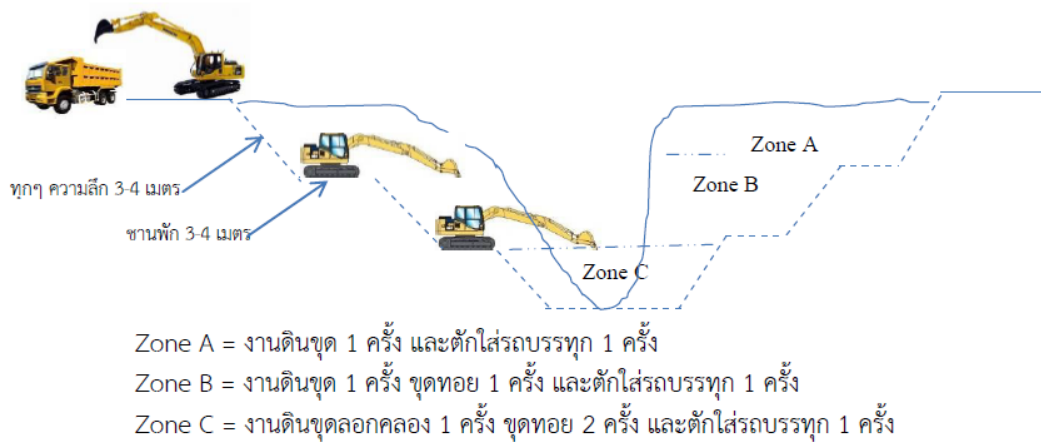 Zone A
ทุกๆ ความลึก 3-4 เมตร
Zone B
ชานพัก 3-4 เมตร
Zone C
Zone A = งานดินขุด 1 ครั้ง และตักใส่รถบรรทุก 1 ครั้ง
Zone B = งานดินขุด 1 ครั้ง ขุดทอย 1 ครั้ง และตักใส่รถบรรทุก 1 ครั้ง
Zone C = งานดินขุดลอกคลอง 1 ครั้ง ขุดทอย 2 ครั้ง และตักใส่รถบรรทุก 1 ครั้ง